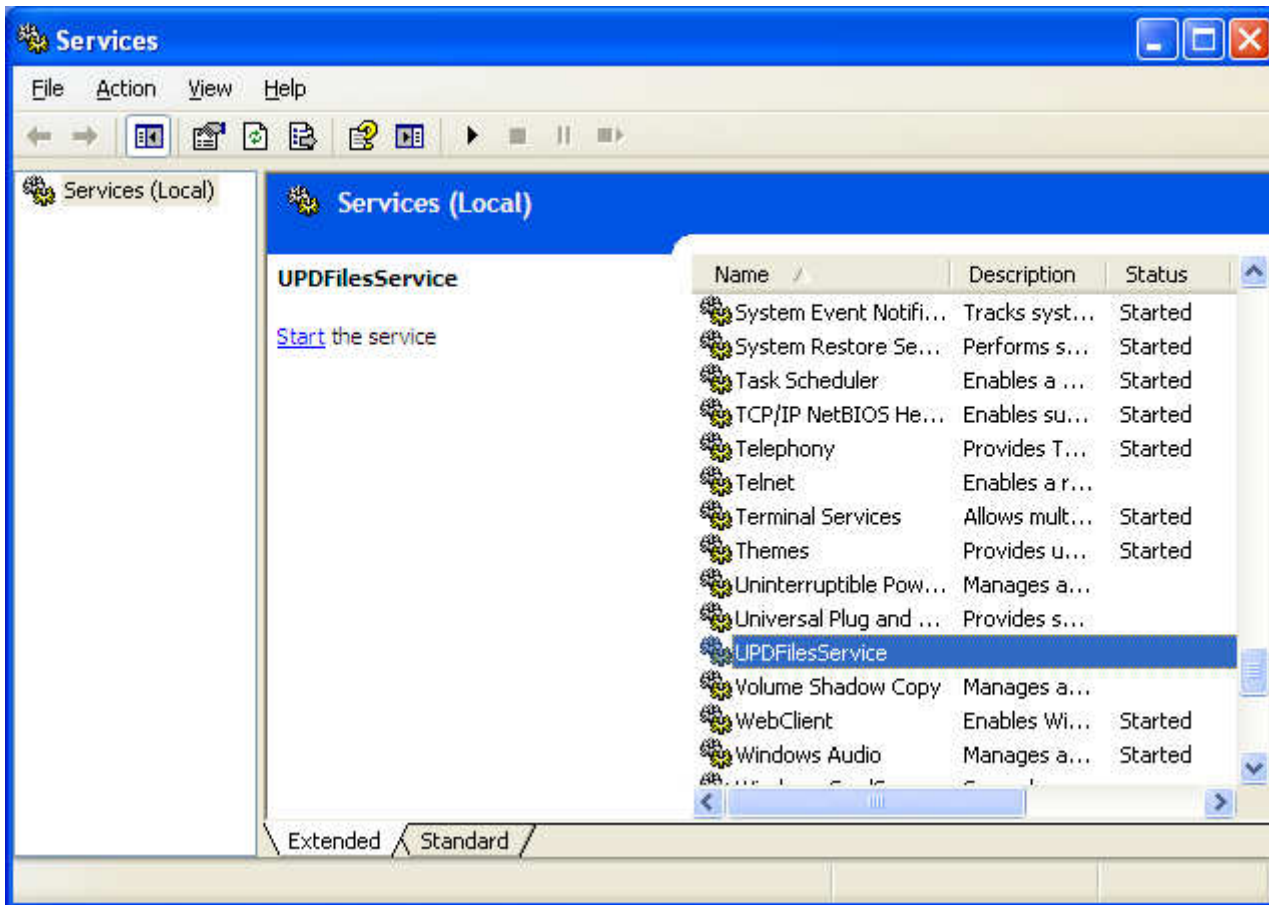 Services
File Action View Help
Services (Local)
Services (Local)
UPDFilesService
Start the service
Name Description Status
System Event Notifi... Tracks syst... Started
System Restore Se... Performs s... Started
Task Scheduler Enables a ... Started
TCP/IP NetBIOS He... Enables su... Started
Telephony Provides T... Started
Telnet Enables a r...
Terminal Services Allows mult... Started
Themes Provides u... Started
Uninterruptible Pow... Manages a...
Universal Plug and ... Provides s...
UPDFilesService
Volume Shadow Copy Manages a...
WebClient Enables Wi... Started
Windows Audio Manages a... Started
Extended Standard